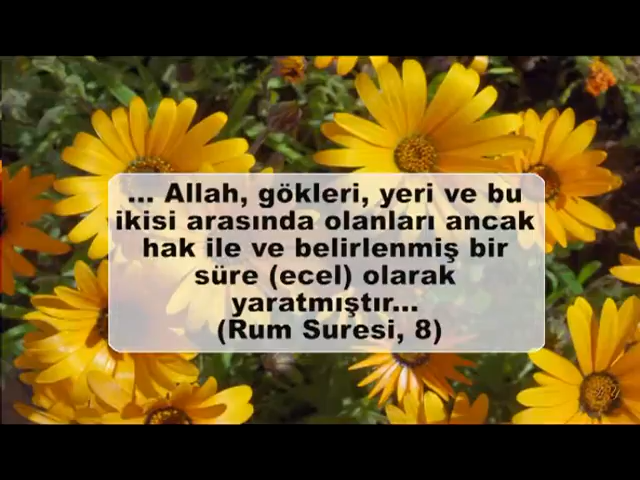 ... Allah, gökleri, yeri ve bu
ikisi arasında olanları ancak
hak ile ve belirlenmiş bir
süre (ecel) olarak
yaratmıştır...
(Rum Suresi, 8)